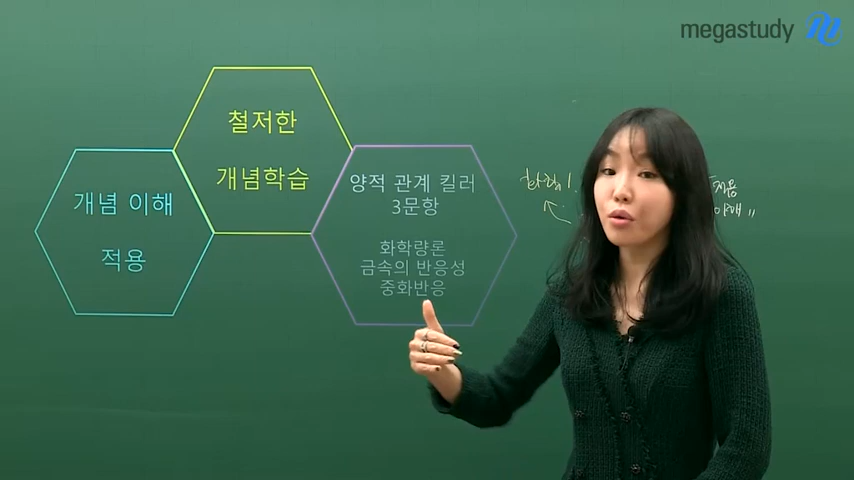 megastudy
철저한
개념학습
개념 이해
적용
양적 관계 킬러
3문항
화학량론
금속의 반응성
중화반응